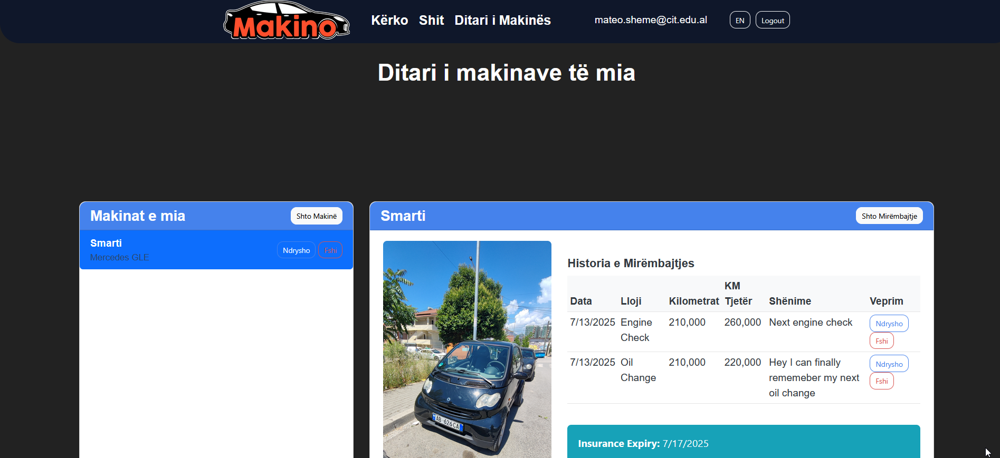 Makino
Kërko Shit Ditari i Makinës mateo.sheme@cit.edu.al EN Logout
Ditari i makinave të mia
Makinat e mia Shto Makinë
Smarti
Mercedes GLE
Ndrysho Fshi
Smarti Shto Mirëmbajtje
AB 626CA
Historia e Mirëmbajtjes
Data Lloji Kilometrat KM Tjetër Shënime Veprim
7/13/2025 Engine Check 210,000 260,000 Next engine check Ndrysho Fshi
7/13/2025 Oil Change 210,000 220,000 Hey I can finally rememeber my next oil change Ndrysho Fshi
Insurance Expiry: 7/17/2025